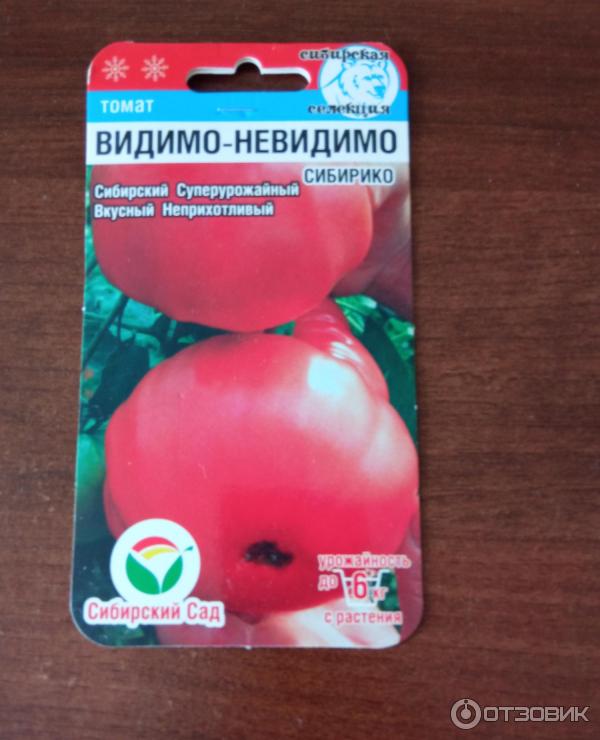 сибирская
селекция
ТОМАТ
ВИДИМО-НЕВИДИМО
СИБИРИКО
Сибирский Суперурожайный
Вкусный Неприхотливый
урожайность
до 6 кг
с растения
Сибирский Сад
ОТЗОВИК